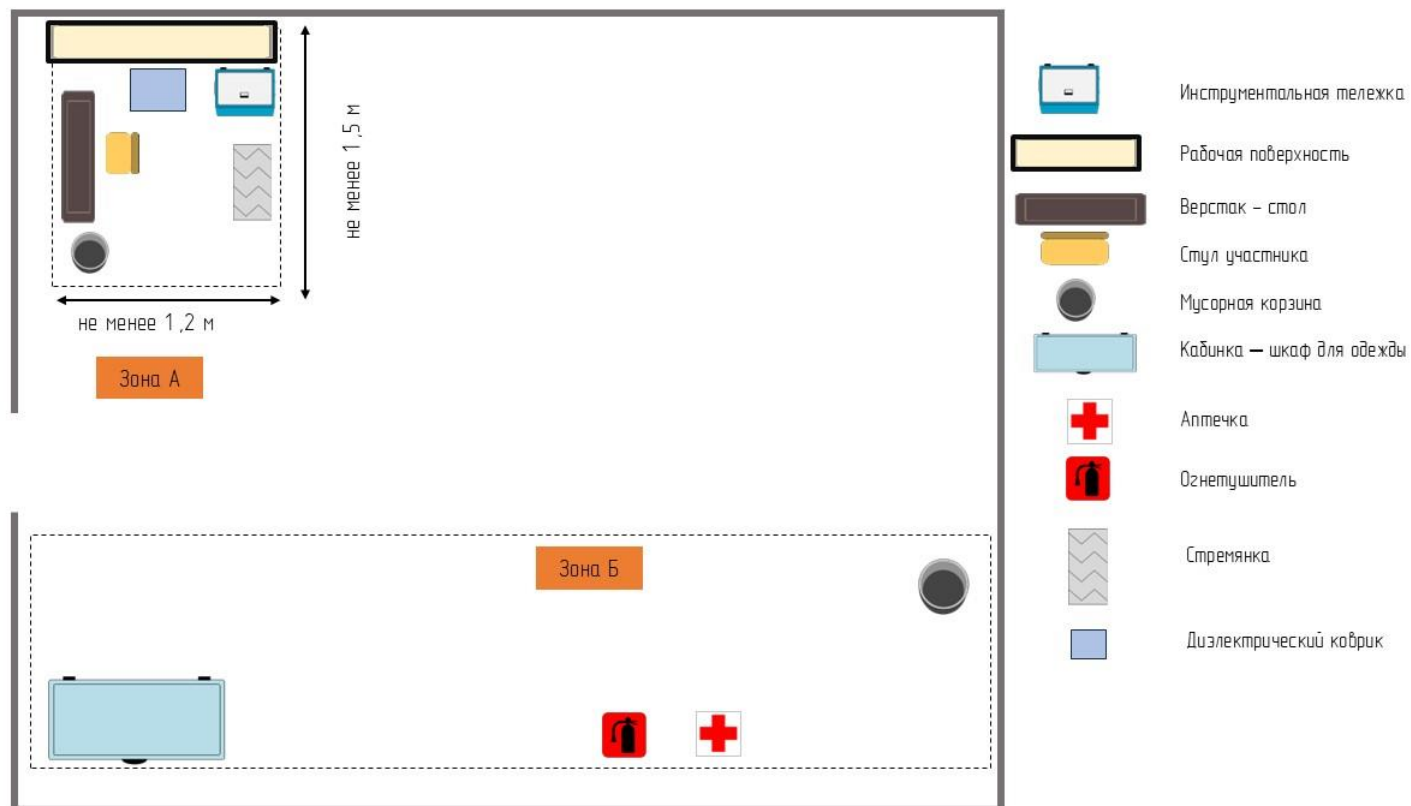 не менее 1,5 м
не менее 1,2 м
Зона А
Зона Б
Инструментальная тележка
Рабочая поверхность
Верстак – стол
Стул участника
Мусорная корзина
Кабинка — шкаф для одежды
Аптечка
Огнетушитель
Стремянка
Диэлектрический коврик